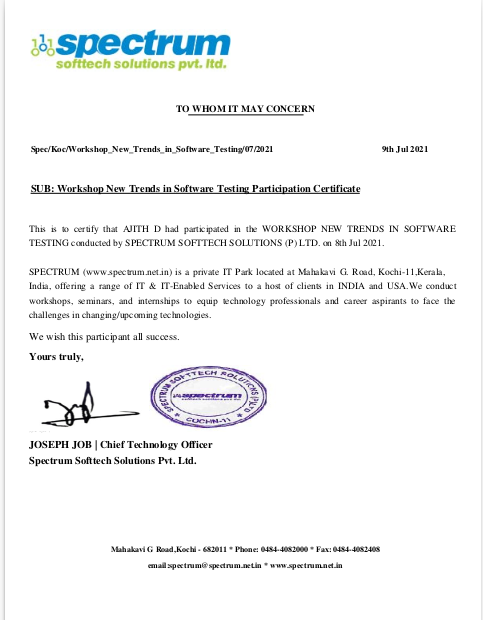 spectrum
softtech solutions pvt. ltd.
TO WHOM IT MAY CONCERN
Spec/Koc/Workshop_New_Trends_in_Software_Testing/07/2021 9th Jul 2021
SUB: Workshop New Trends in Software Testing Participation Certificate
This is to certify that AJITH D had participated in the WORKSHOP NEW TRENDS IN SOFTWARE
TESTING conducted by SPECTRUM SOFTTECH SOLUTIONS (P) LTD. on 8th Jul 2021.
SPECTRUM (www.spectrum.net.in) is a private IT Park located at Mahakavi G. Road, Kochi-11,Kerala,
India, offering a range of IT & IT-Enabled Services to a host of clients in INDIA and USA.We conduct
workshops, seminars, and internships to equip technology professionals and career aspirants to face the
challenges in changing/upcoming technologies.
We wish this participant all success.
Yours truly,
SPECTRUM SOFTTECH SOLUTIONS (P) LTD
spectrum
COCHIN-11
JOSEPH JOB | Chief Technology Officer
Spectrum Softtech Solutions Pvt. Ltd.
Mahakavi G Road,Kochi - 682011 * Phone: 0484-4082000 * Fax: 0484-4082408
email:spectrum@spectrum.net.in * www.spectrum.net.in